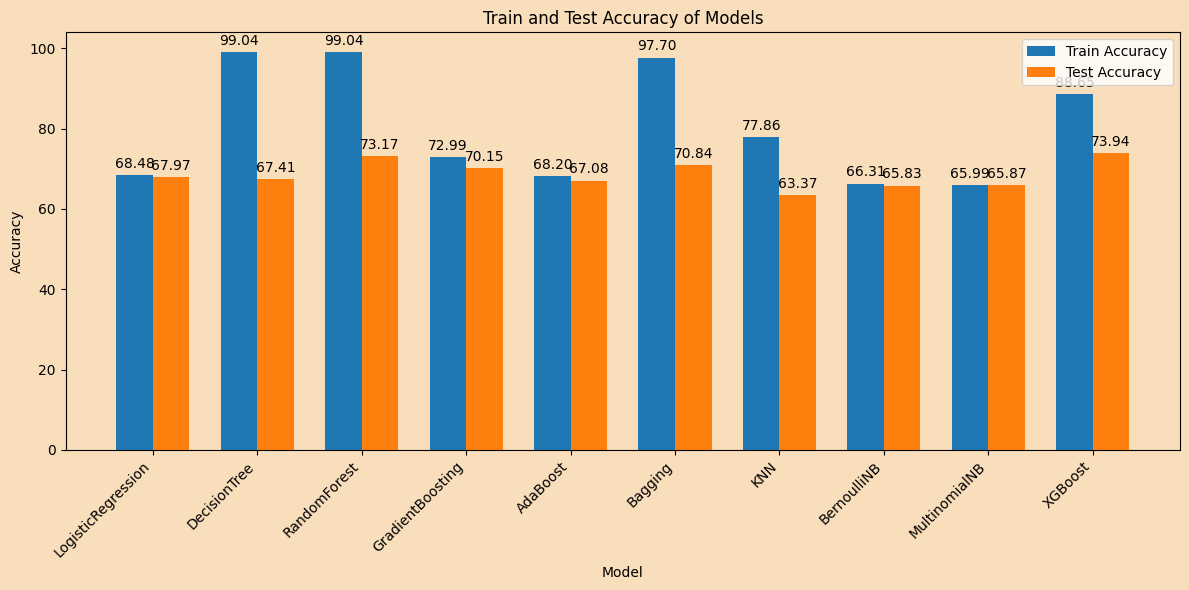 Train and Test Accuracy of Models
Train Accuracy
Test Accuracy
Accuracy
100
80
60
40
20
0
68.48
67.97
99.04
67.41
99.04
73.17
72.99
70.15
68.20
67.08
97.70
70.84
77.86
63.37
66.31
65.83
65.99
65.87
88.65
73.94
LogisticRegression
DecisionTree
RandomForest
GradientBoosting
AdaBoost
Bagging
KNN
BernoulliNB
MultinomialNB
XGBoost
Model